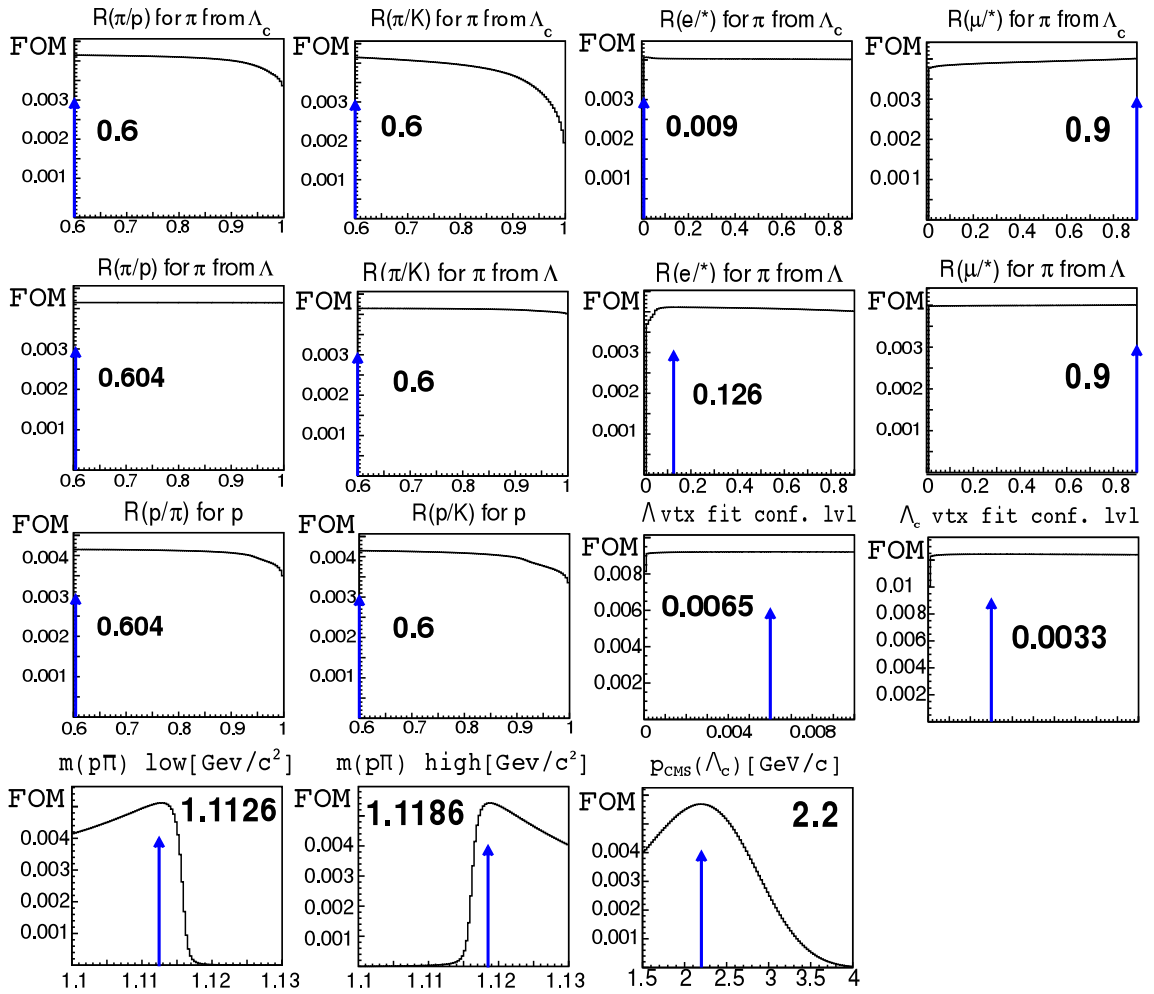 R(π/p) for π from Λc
FOM
0.003
0.002
0.001
0.6
0.6 0.7 0.8 0.9 1
R(π/K) for π from Λc
FOM
0.003
0.002
0.001
0.6
0.6 0.7 0.8 0.9 1
R(e/*) for π from Λc
FOM
0.003
0.002
0.001
0.009
0 0.2 0.4 0.6 0.8
R(μ/*) for π from Λc
FOM
0.003
0.002
0.001
0.9
0 0.2 0.4 0.6 0.8
R(π/p) for π from Λ
FOM
0.003
0.002
0.001
0.604
0.6 0.7 0.8 0.9 1
R(π/K) for π from Λ
FOM
0.003
0.002
0.001
0.6
0.6 0.7 0.8 0.9 1
R(e/*) for π from Λ
FOM
0.003
0.002
0.001
0.126
0 0.2 0.4 0.6 0.8
R(μ/*) for π from Λ
FOM
0.003
0.002
0.001
0.9
0 0.2 0.4 0.6 0.8
R(p/π) for p
FOM
0.004
0.003
0.002
0.001
0.604
0.6 0.7 0.8 0.9 1
R(p/K) for p
FOM
0.004
0.003
0.002
0.001
0.6
0.6 0.7 0.8 0.9 1
Λ vtx fit conf. lvl
FOM
0.008
0.006
0.004
0.002
0.0065
0.004 0.008
Λc vtx fit conf. lvl
FOM
0.01
0.008
0.006
0.004
0.002
0.0033
m(pΠ) low[Gev/c²]
FOM
0.004
0.003
0.002
0.001
1.1126
1.1 1.11 1.12 1.13
m(pΠ) high[Gev/c²]
FOM
0.004
0.003
0.002
0.001
1.1186
1.1 1.11 1.12 1.13
pCMS(Λc)[GeV/c]
FOM
0.004
0.003
0.002
0.001
2.2
1.5 2 2.5 3 3.5 4